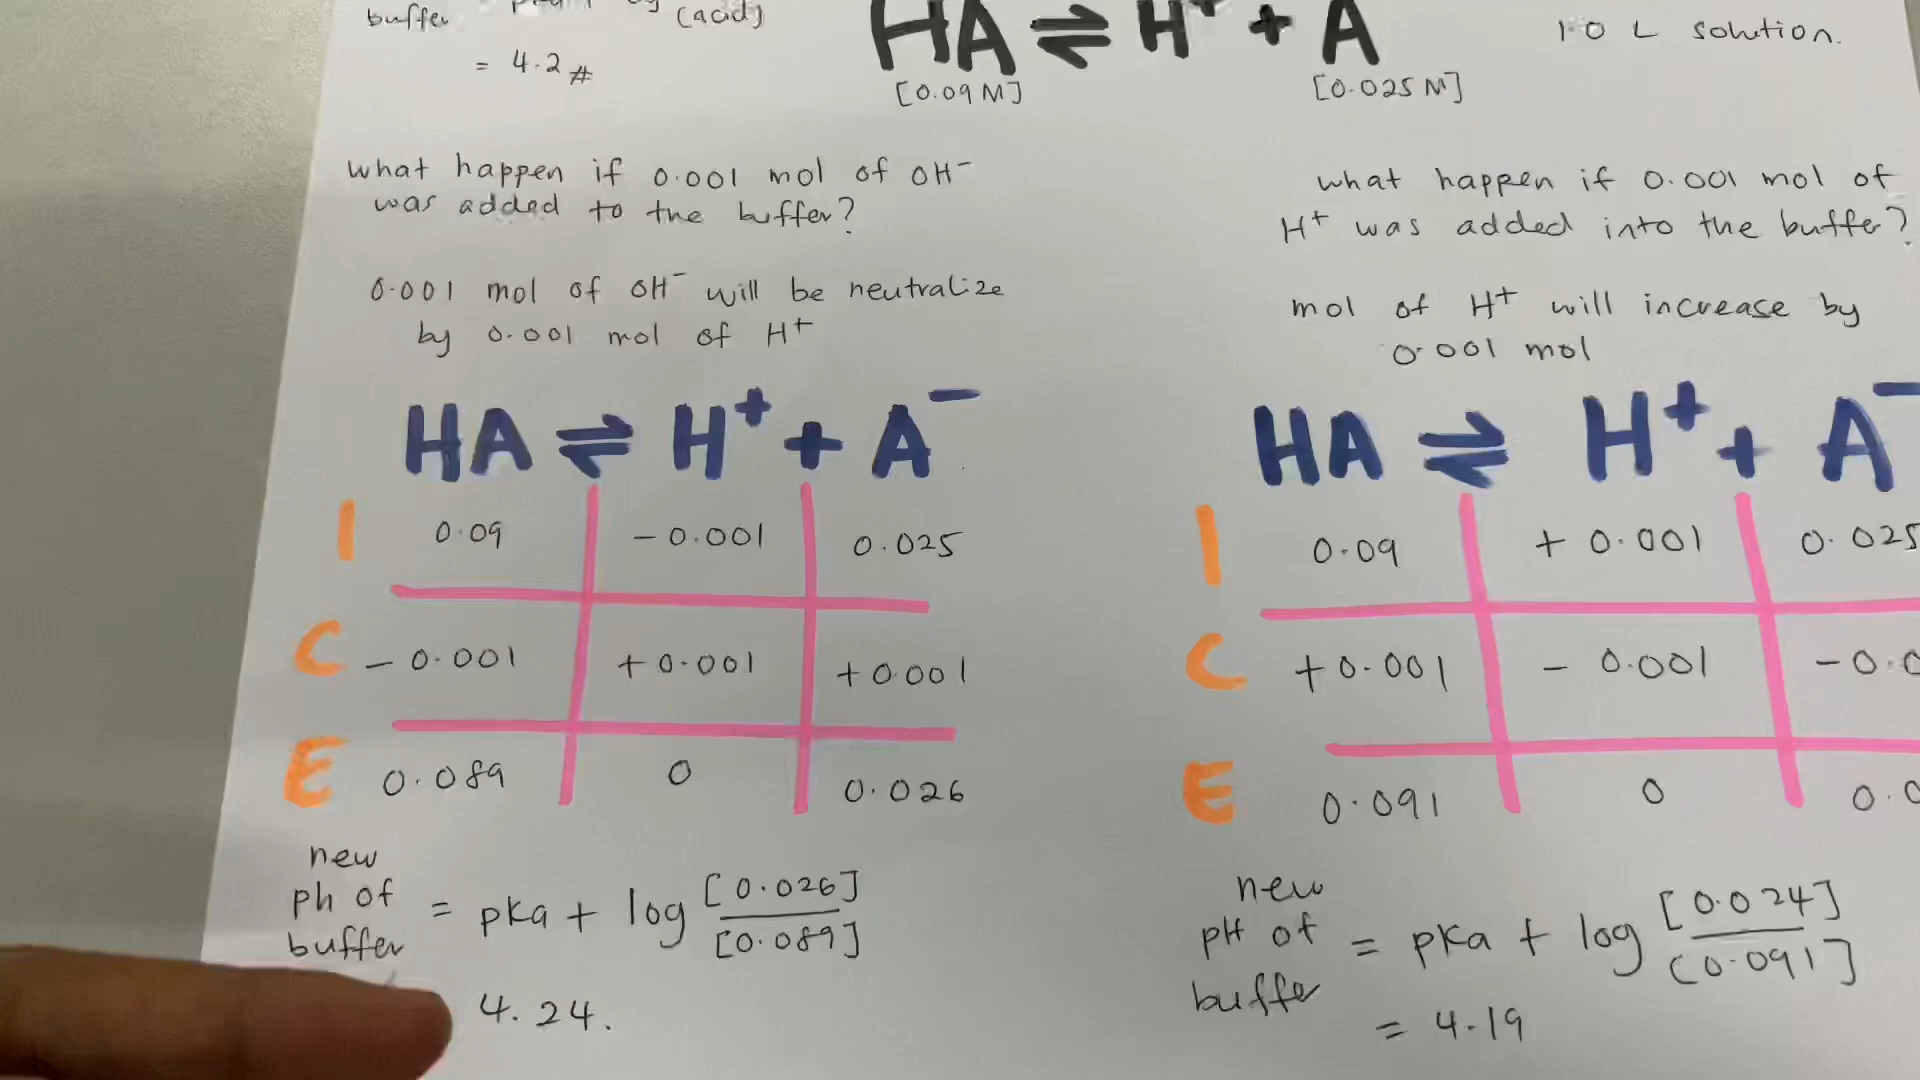 buffer
(acid)
= 4.2 #
HA ⇌ H+ + A
[0.09 M]
[0.025 M]
1.0 L solution.
what happen if 0.001 mol of OH⁻
was added to the buffer?
0.001 mol of OH⁻ will be neutralize
by 0.001 mol of H⁺
HA ⇌ H⁺ + A⁻
I 0.09 - 0.001 0.025
C - 0.001 + 0.001 + 0.001
E 0.089 0 0.026
new
ph of
buffer
= pka + log [0.026]
[0.089]
4.24.
what happen if 0.001 mol of
H⁺ was added into the buffer?
mol of H⁺ will increase by
0.001 mol
HA ⇌ H⁺ + A⁻
I 0.09 + 0.001 0.025
C + 0.001 - 0.001
E 0.091 0
new
pH of
buffer
= pka + log [0.024]
[0.091]
= 4.19